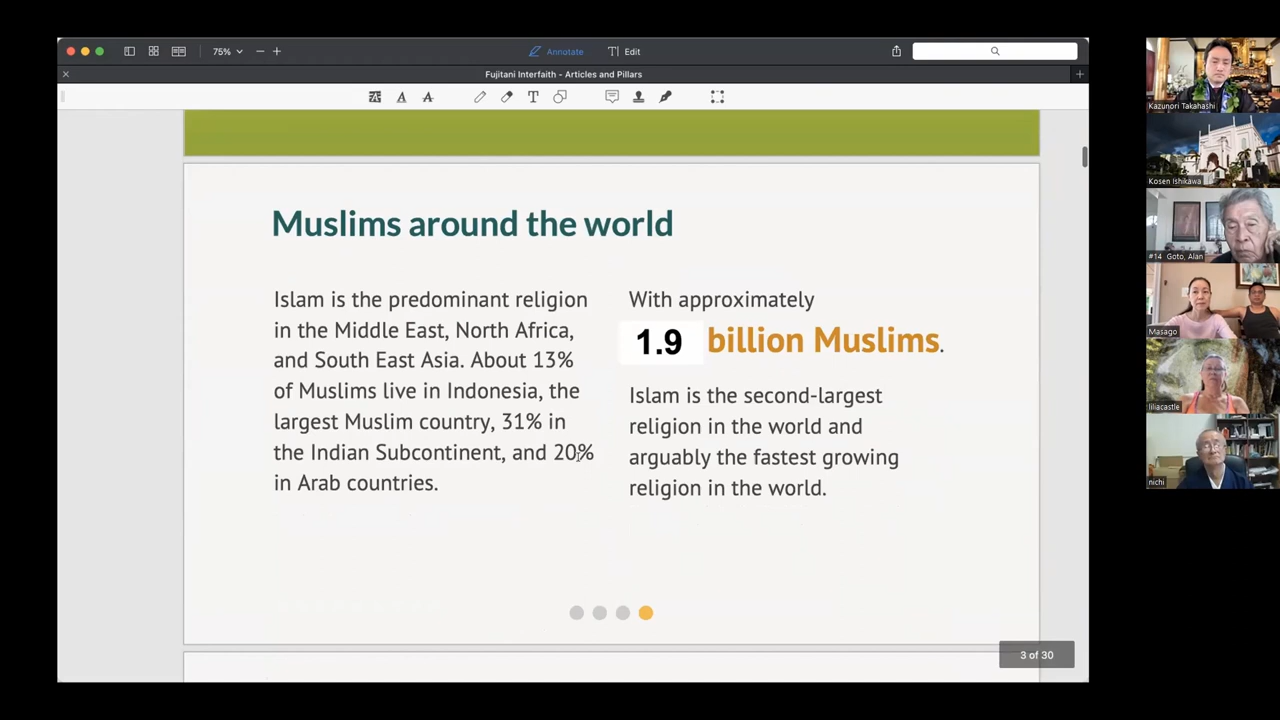 75%
Annotate
Edit
Fujitani Interfaith - Articles and Pillars
Muslims around the world
Islam is the predominant religion
in the Middle East, North Africa,
and South East Asia. About 13%
of Muslims live in Indonesia, the
largest Muslim country, 31% in
the Indian Subcontinent, and 20%
in Arab countries.
With approximately
1.9 billion Muslims.
Islam is the second-largest
religion in the world and
arguably the fastest growing
religion in the world.
3 of 30
Kazunori Takahashi
Kosen Ishikawa
#14 Goto, Alan
Masago
liliacastle
nichi